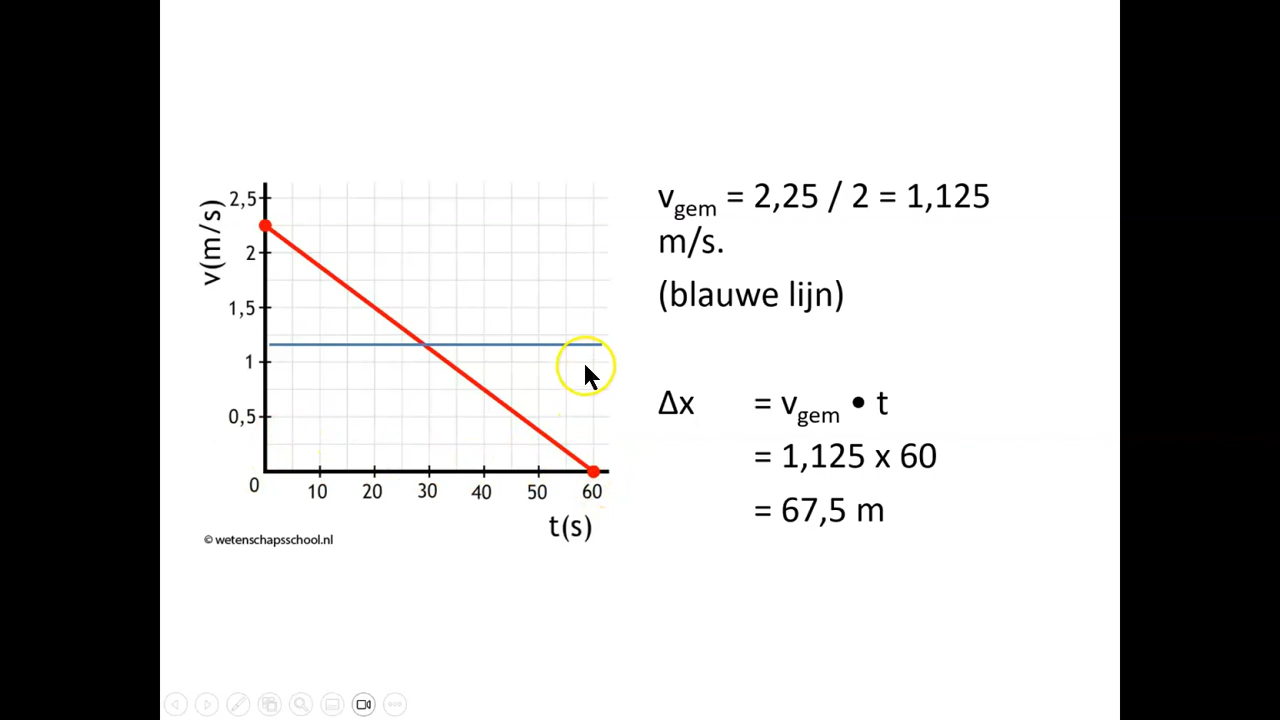 v(m/s)
2,5
2
1,5
1
0,5
0
10 20 30 40 50 60
t(s)
© wetenschapsschool.nl
vgem = 2,25 / 2 = 1,125
m/s.
(blauwe lijn)
Δx = vgem • t
= 1,125 x 60
= 67,5 m